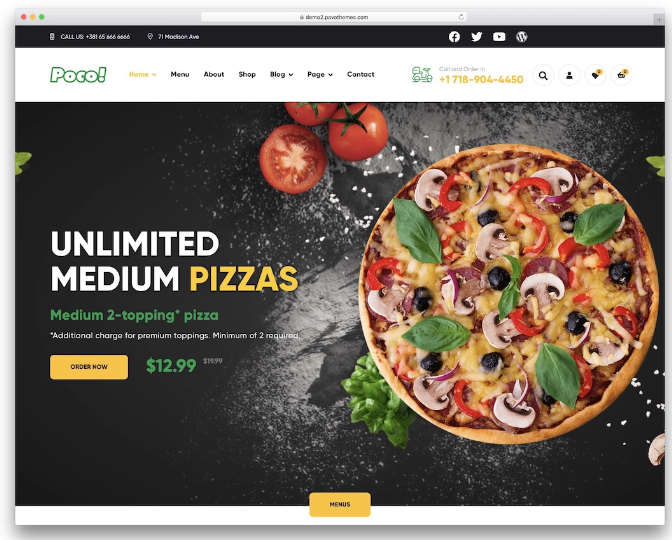 demo2.pavothemes.com
CALL US: +381 65 666 6666
71 Madison Ave
Poco!
Home
Menu
About
Shop
Blog
Page
Contact
Call and Order in
+1 718-904-4450
UNLIMITED
MEDIUM PIZZAS
Medium 2-topping* pizza
*Additional charge for premium toppings. Minimum of 2 required.
ORDER NOW
$12.99 $19.99
MENUS